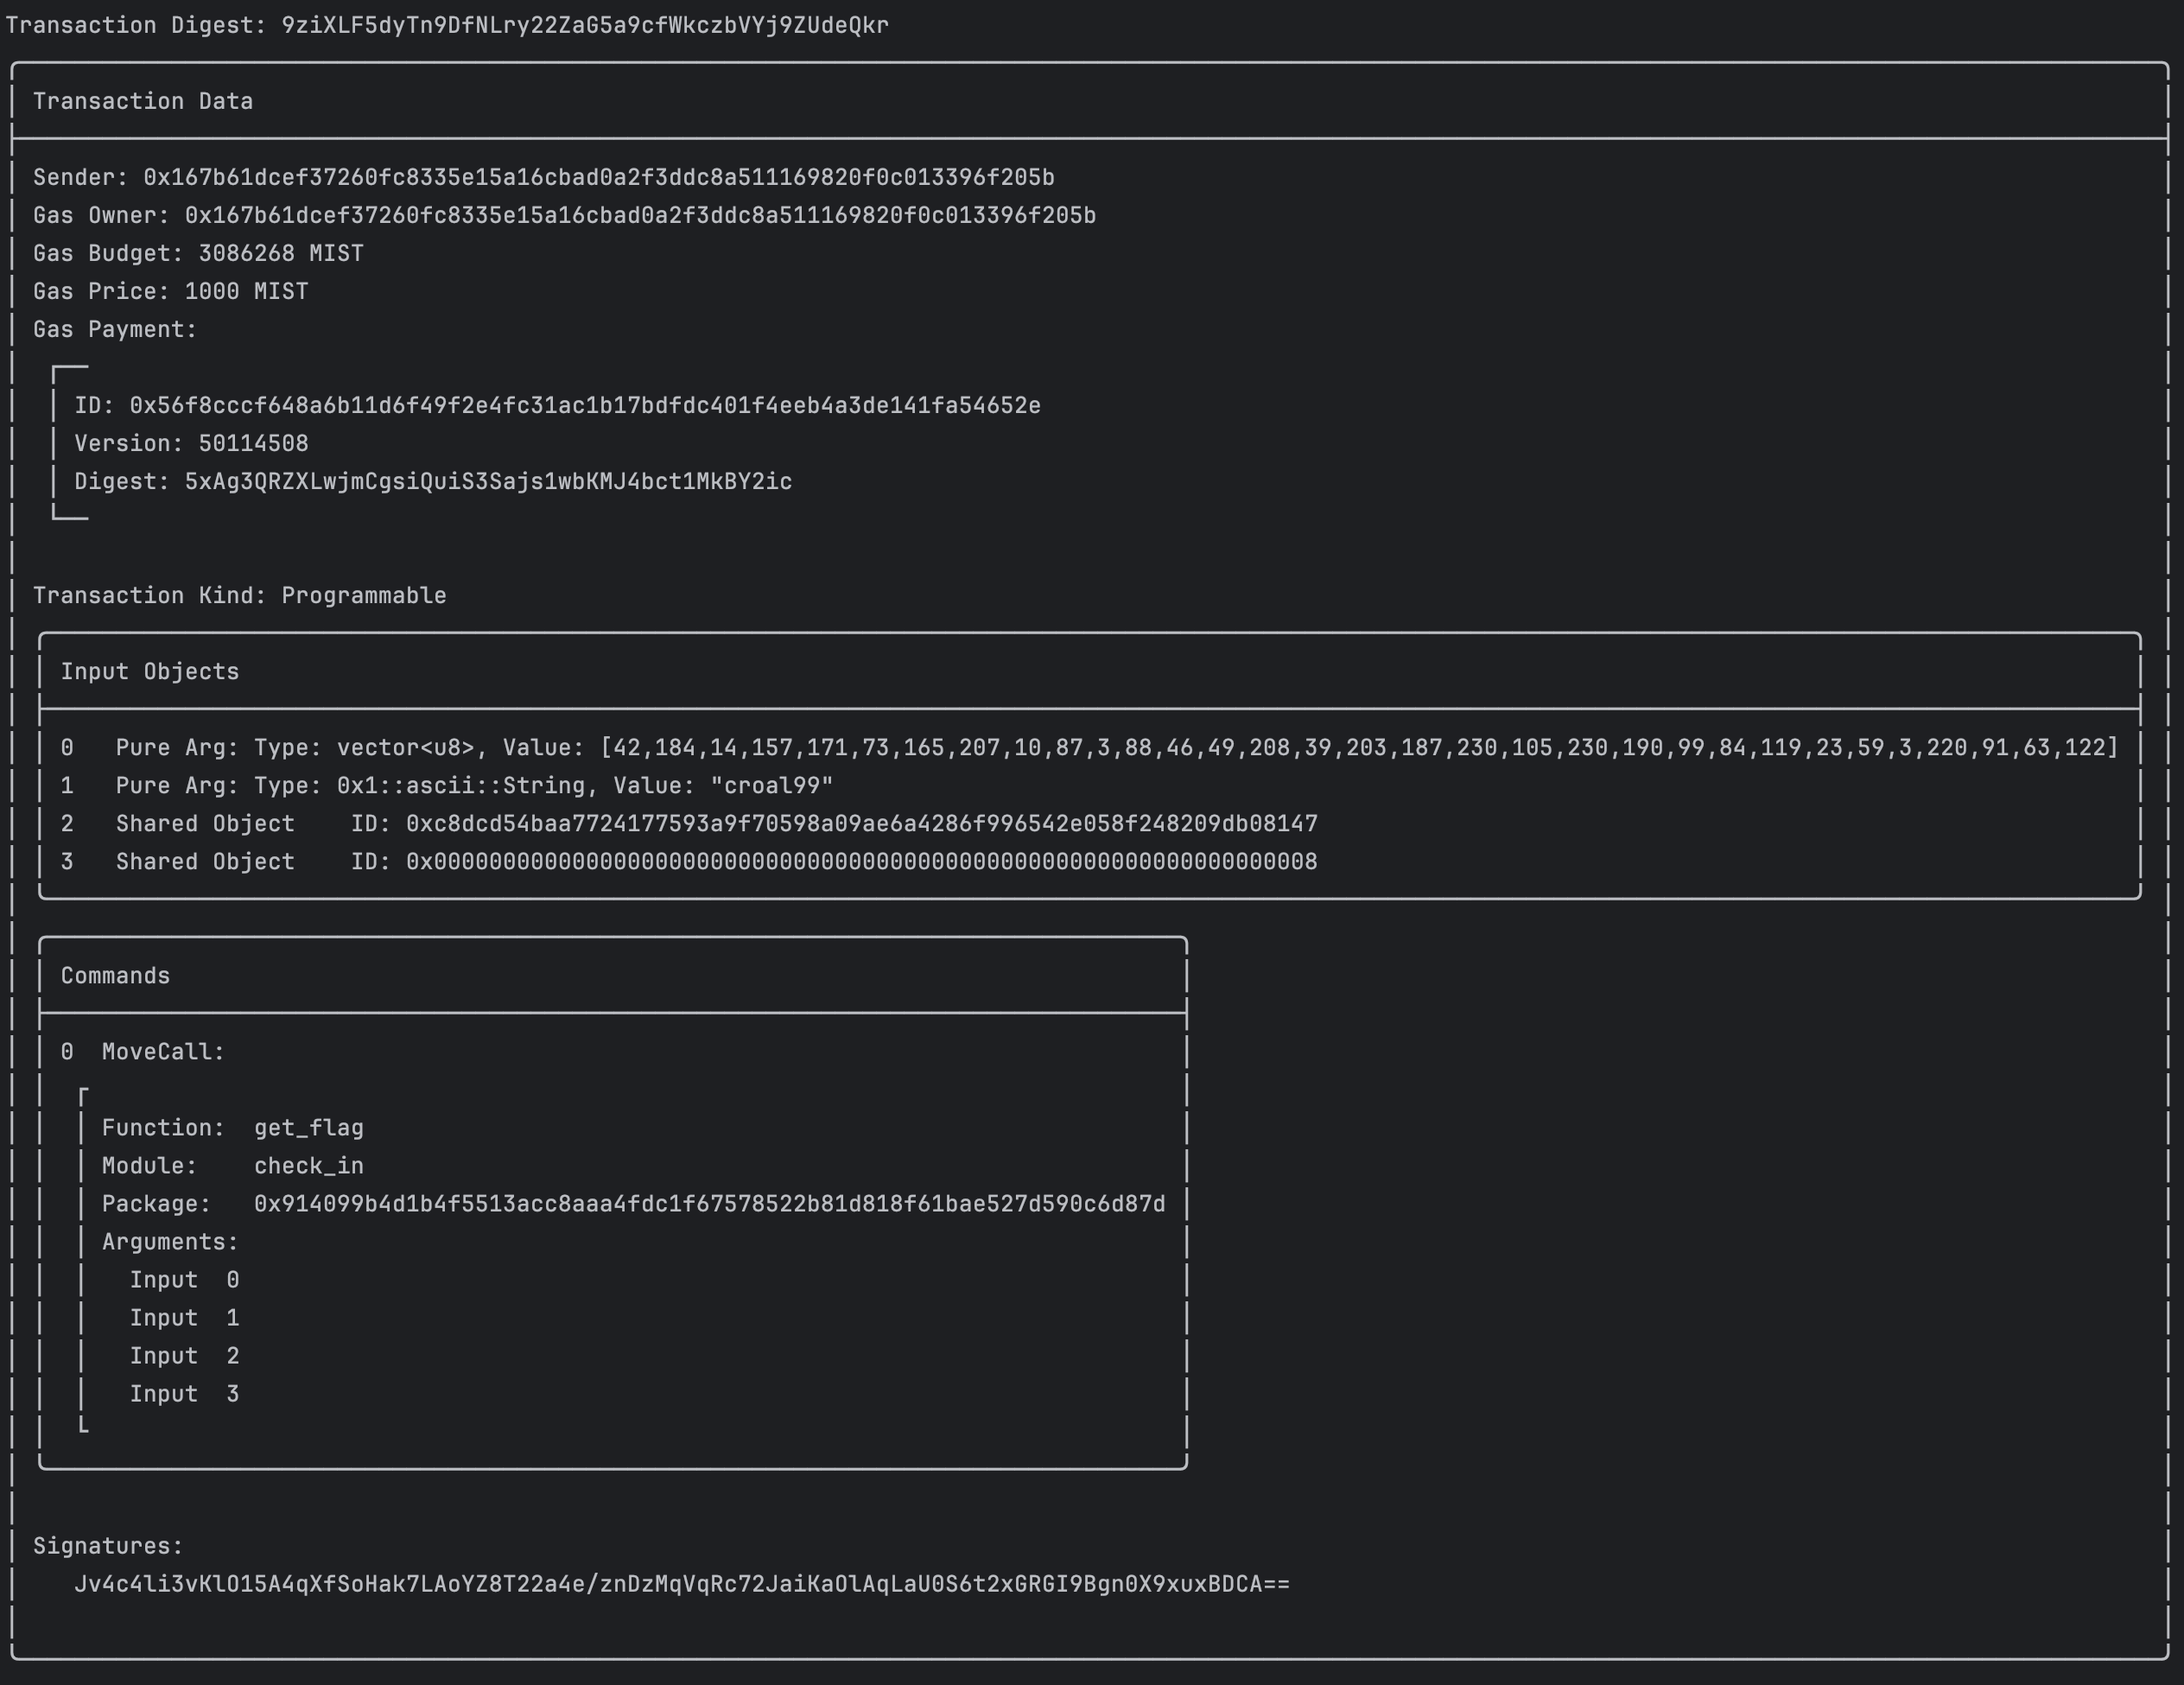 Transaction Digest: 9ziXLF5dyTn9DfNLry22ZaG5a9cfWkczbVYj9ZUdeQkr
Transaction Data
Sender: 0x167b61dcef37260fc8335e15a16cbad0a2f3ddc8a511169820f0c013396f205b
Gas Owner: 0x167b61dcef37260fc8335e15a16cbad0a2f3ddc8a511169820f0c013396f205b
Gas Budget: 3086268 MIST
Gas Price: 1000 MIST
Gas Payment:
ID: 0x56f8cccf648a6b11d6f49f2e4fc31ac1b17bdfdc401f4eeb4a3de141fa54652e
Version: 50114508
Digest: 5xAg3QRZXLwjmCgsiQuiS3Sajs1wbKMJ4bct1MkBY2ic
Transaction Kind: Programmable
Input Objects
0 Pure Arg: Type: vector<u8>, Value: [42,184,14,157,171,73,165,207,10,87,3,88,46,49,208,39,203,187,230,105,230,190,99,84,119,23,59,3,220,91,63,122]
1 Pure Arg: Type: 0x1::ascii::String, Value: "croal99"
2 Shared Object ID: 0xc8dcd54baa7724177593a9f70598a09ae6a4286f996542e058f248209db08147
3 Shared Object ID: 0x0000000000000000000000000000000000000000000000000000000000000008
Commands
0 MoveCall:
Function: get_flag
Module: check_in
Package: 0x914099b4d1b4f5513acc8aaa4fdc1f67578522b81d818f61bae527d590c6d87d
Arguments:
Input 0
Input 1
Input 2
Input 3
Signatures:
Jv4c4li3vKlO15A4qXfSoHak7LAoYZ8T22a4e/znDzMqVqRc72JaiKaOlAqLaU0S6t2xGRGI9Bgn0X9xuxBDCA==